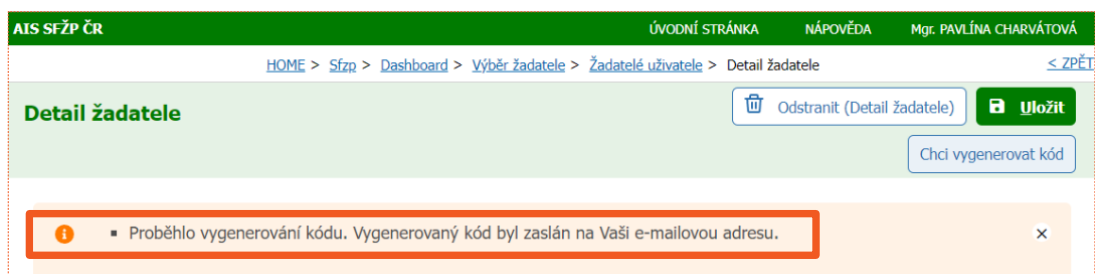 AIS SFŽP ČR ÚVODNÍ STRÁNKA NÁPOVĚDA Mgr. PAVLÍNA CHARVÁTOVÁ
HOME > Sfzp > Dashboard > Výběr žadatele > Žadatelé uživatele > Detail žadatele < ZPĚT
Detail žadatele Odstranit (Detail žadatele) Uložit
Chci vygenerovat kód
Proběhlo vygenerování kódu. Vygenerovaný kód byl zaslán na Vaši e-mailovou adresu.